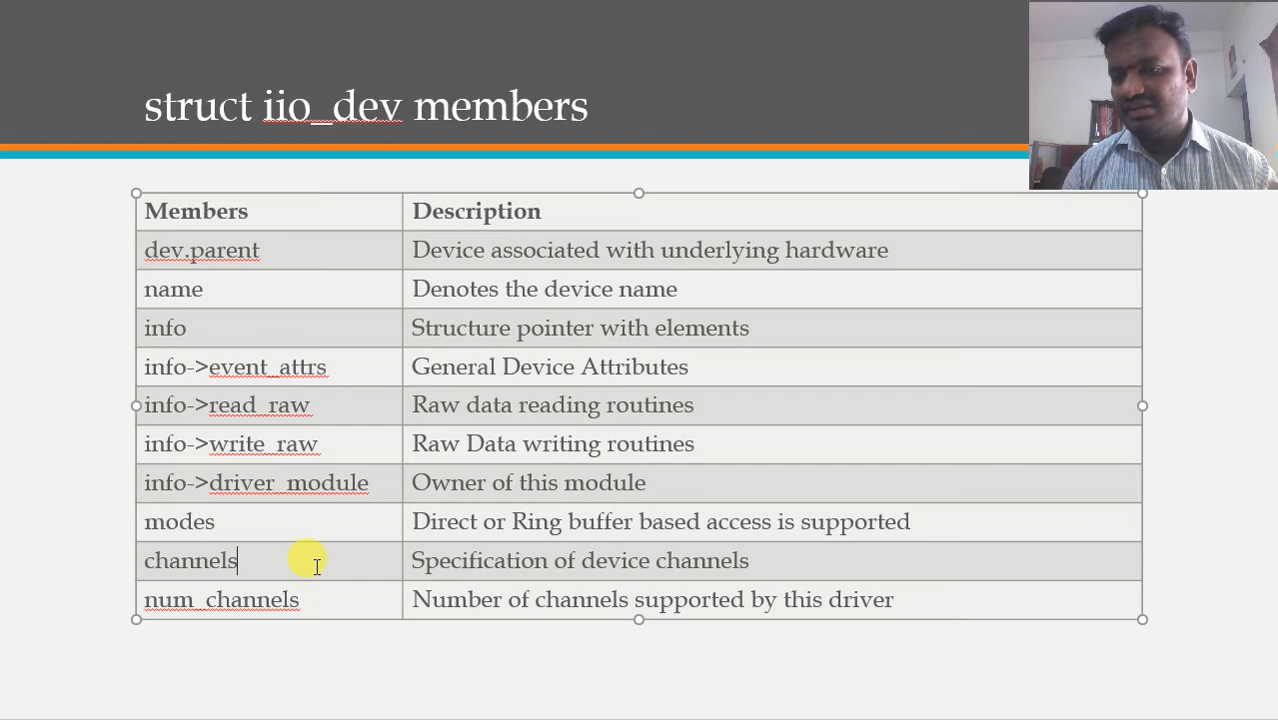 struct iio_dev members
Members Description
dev.parent Device associated with underlying hardware
name Denotes the device name
info Structure pointer with elements
info->event_attrs General Device Attributes
info->read_raw Raw data reading routines
info->write_raw Raw Data writing routines
info->driver_module Owner of this module
modes Direct or Ring buffer based access is supported
channels Specification of device channels
num_channels Number of channels supported by this driver